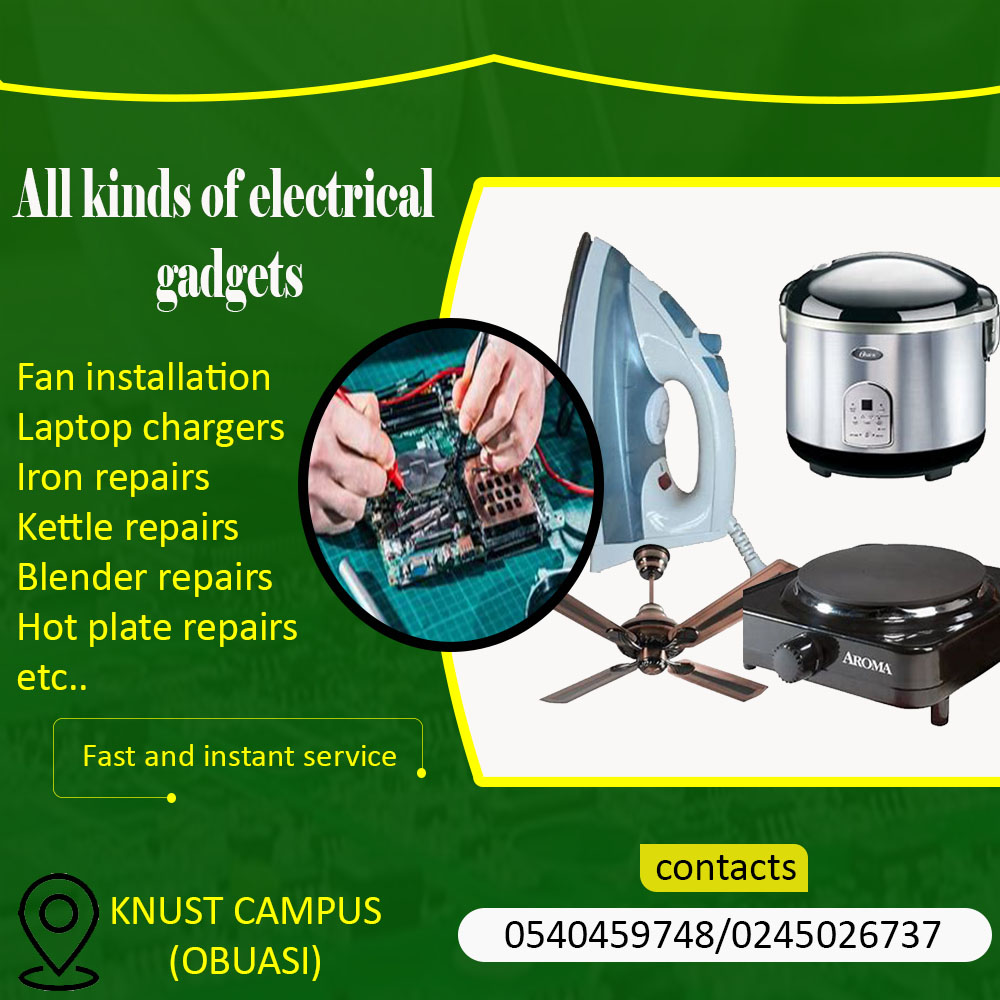 All kinds of electrical
gadgets
Fan installation
Laptop chargers
Iron repairs
Kettle repairs
Blender repairs
Hot plate repairs
etc..
Fast and instant service
AROMA
contacts
0540459748/0245026737
KNUST CAMPUS
(OBUASI)